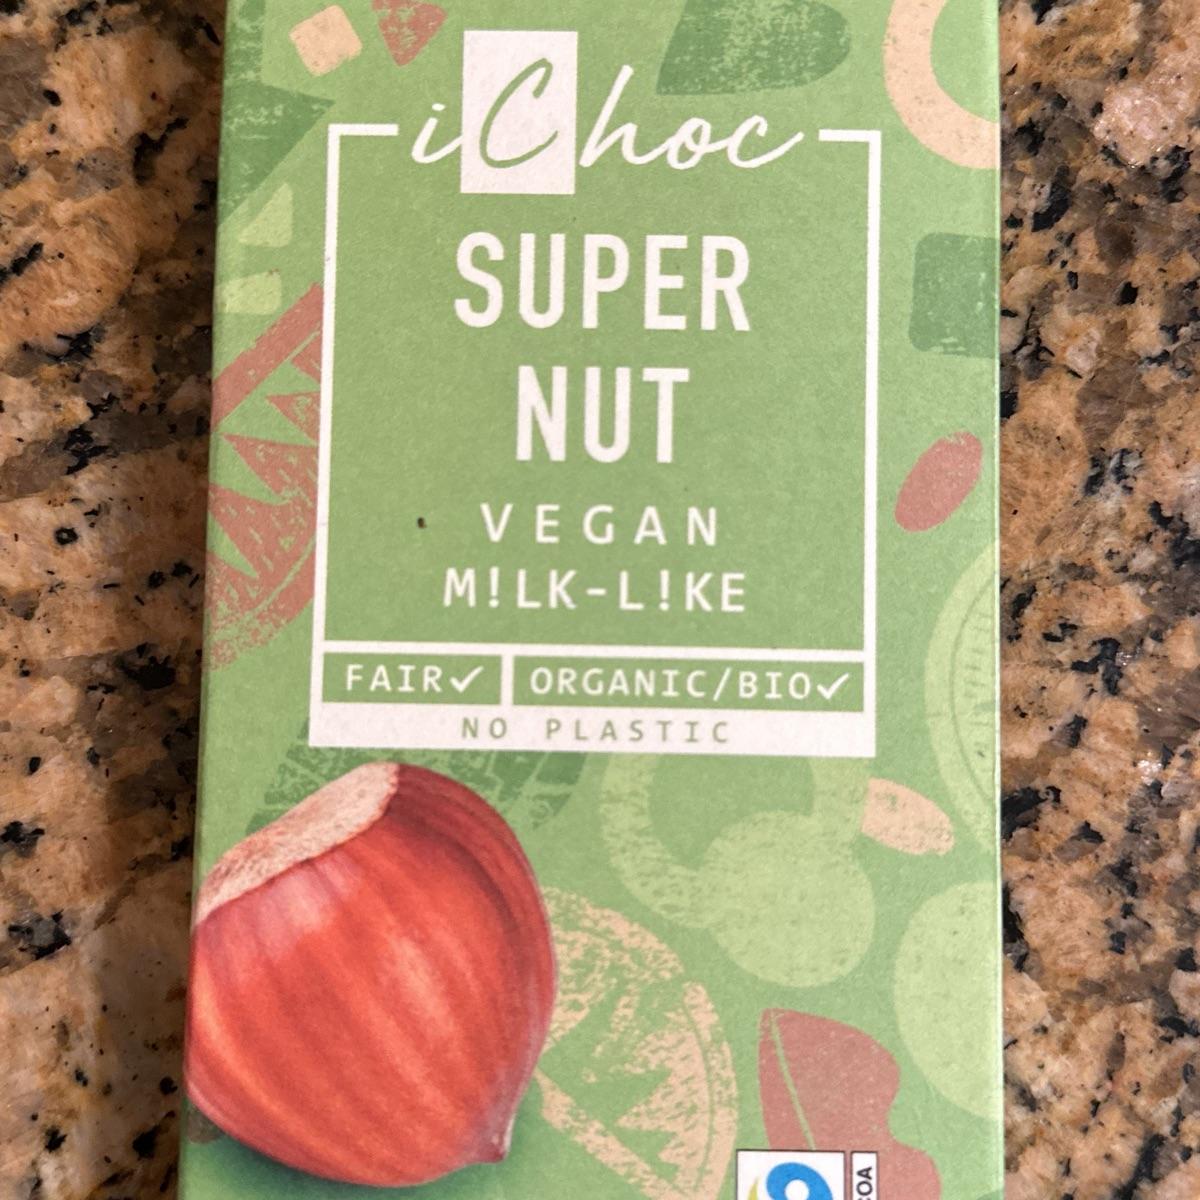 iChoc
SUPER
NUT
VEGAN
M!LK-L!KE
FAIR✓ ORGANIC/BIO✓
NO PLASTIC